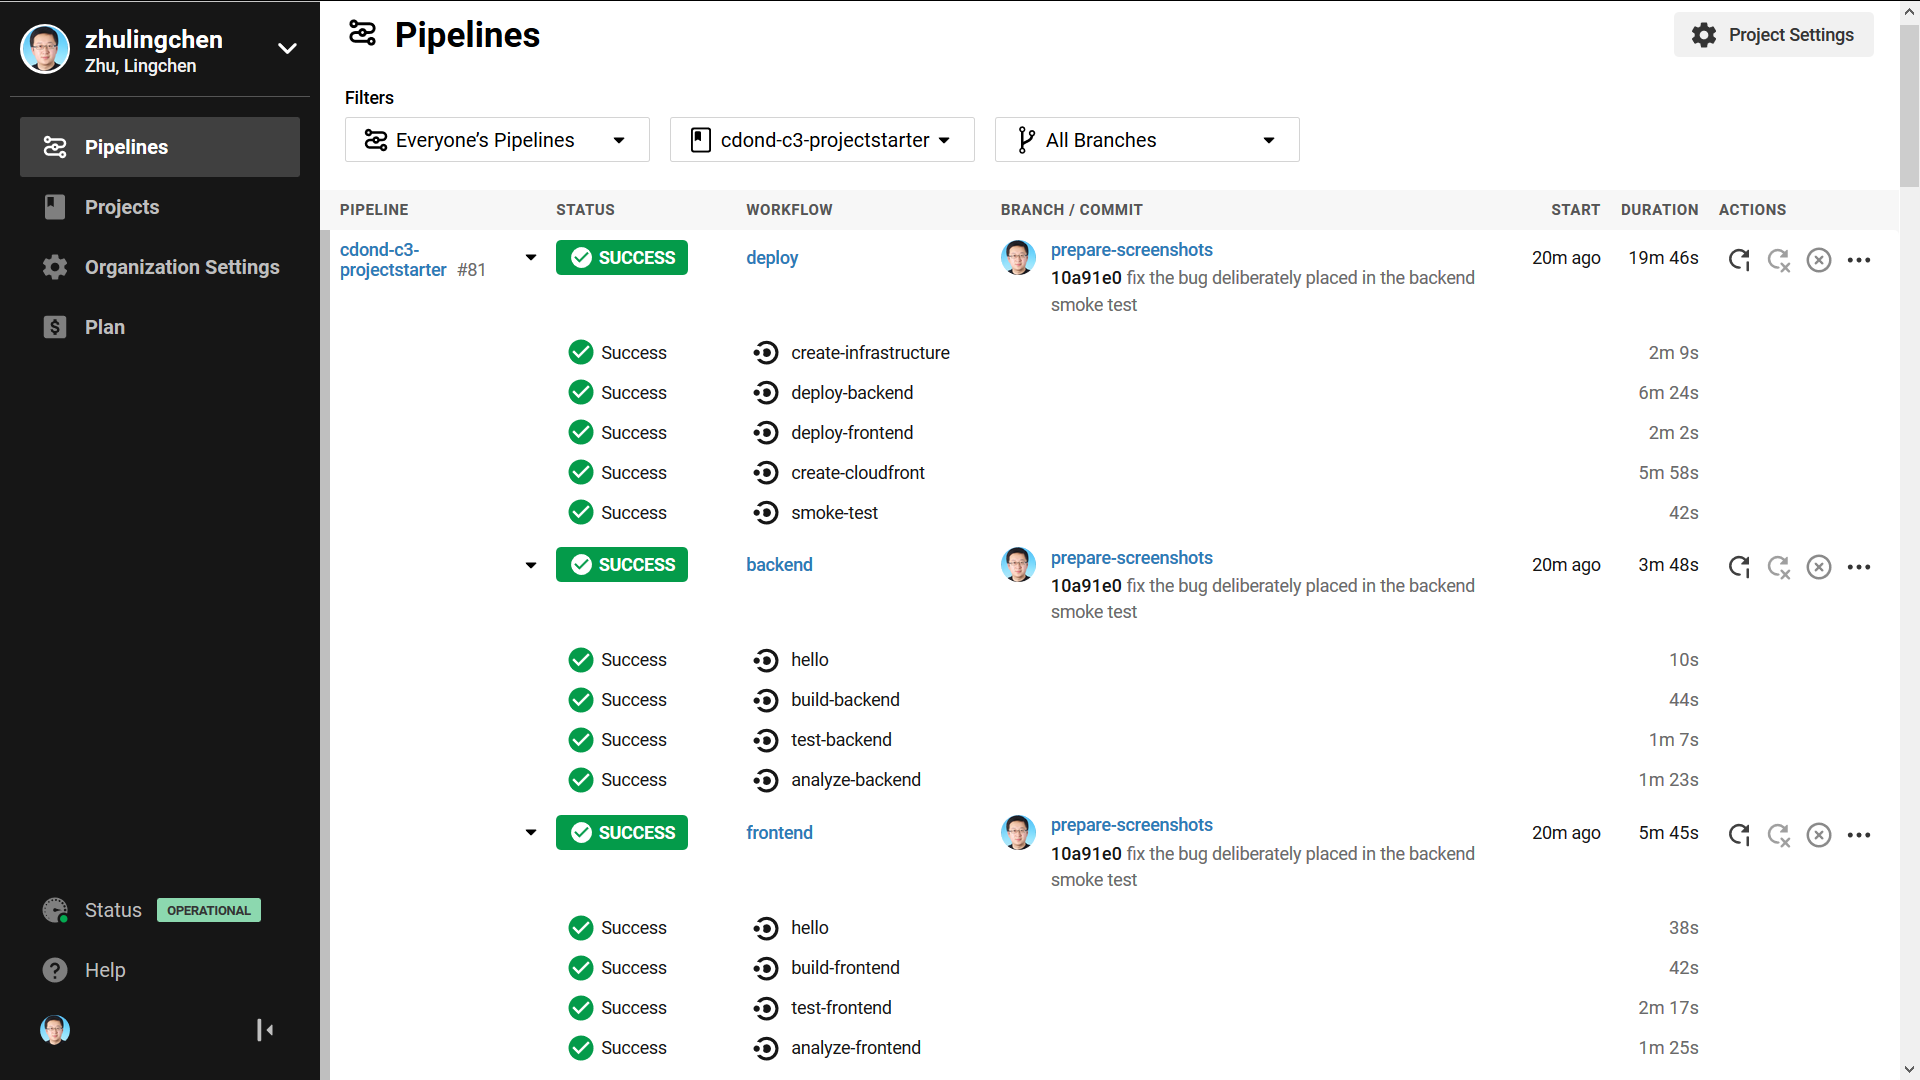 zhulingchen
Zhu, Lingchen
Pipelines
Projects
Organization Settings
Plan
Status OPERATIONAL
Help
Pipelines
Project Settings
Filters
Everyone’s Pipelines
cdond-c3-projectstarter
All Branches
PIPELINE STATUS WORKFLOW BRANCH / COMMIT START DURATION ACTIONS
cdond-c3-
projectstarter #81
SUCCESS deploy prepare-screenshots 20m ago 19m 46s
10a91e0 fix the bug deliberately placed in the backend
smoke test
Success create-infrastructure 2m 9s
Success deploy-backend 6m 24s
Success deploy-frontend 2m 2s
Success create-cloudfront 5m 58s
Success smoke-test 42s
SUCCESS backend prepare-screenshots 20m ago 3m 48s
10a91e0 fix the bug deliberately placed in the backend
smoke test
Success hello 10s
Success build-backend 44s
Success test-backend 1m 7s
Success analyze-backend 1m 23s
SUCCESS frontend prepare-screenshots 20m ago 5m 45s
10a91e0 fix the bug deliberately placed in the backend
smoke test
Success hello 38s
Success build-frontend 42s
Success test-frontend 2m 17s
Success analyze-frontend 1m 25s